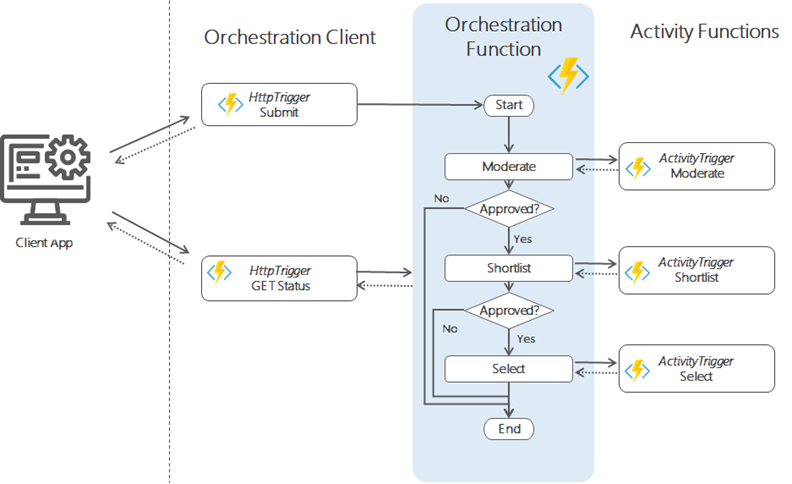 Orchestration Client
Orchestration
Function
Activity Functions
HttpTrigger
Submit
Start
Moderate
ActivityTrigger
Moderate
No
Approved?
Yes
Client App
HttpTrigger
GET Status
Shortlist
ActivityTrigger
Shortlist
Approved?
No
Yes
Select
ActivityTrigger
Select
End